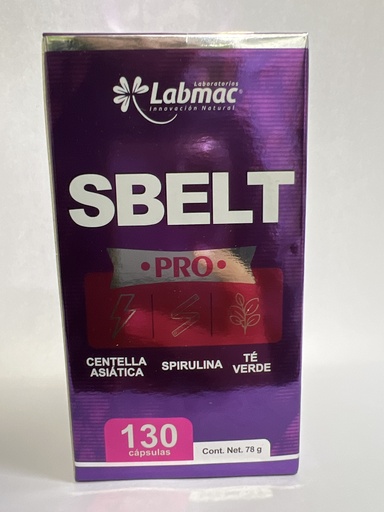 Laboratorios
Labmac®
Innovación Natural
SBELT
• PRO •
CENTELLA
ASIÁTICA
SPIRULINA
TÉ
VERDE
130
cápsulas
Cont. Net. 78 g